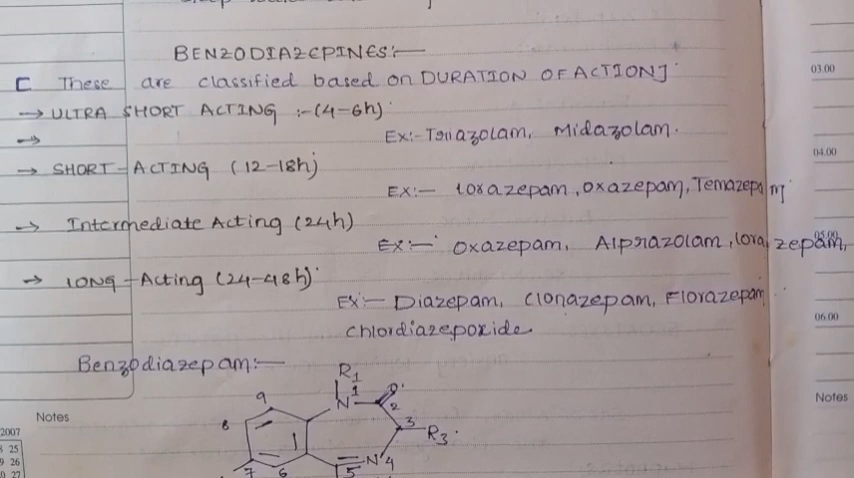 BENZODIAZEPINES:-
[ These are classified based on DURATION OF ACTION]
→ ULTRA SHORT ACTING :-(4-6h)
→
Ex:- Triazolam, Midazolam.
→ SHORT-ACTING (12-18h)
Ex:- lorazepam, oxazepam, Temazepam
→ Intermediate Acting (24h)
Ex:- Oxazepam, Alprazolam, lorazepam,
→ lONg-Acting (24-48h)
Ex:- Diazepam, clonazepam, Florazepam
chlordiazepoxide
Benzodiazepam:-
R1
9 1 O
8 N 2
3 R3
N 4
7 6 5
03.00
04.00
05.00
06.00
Notes
Notes
2007
25
26
27